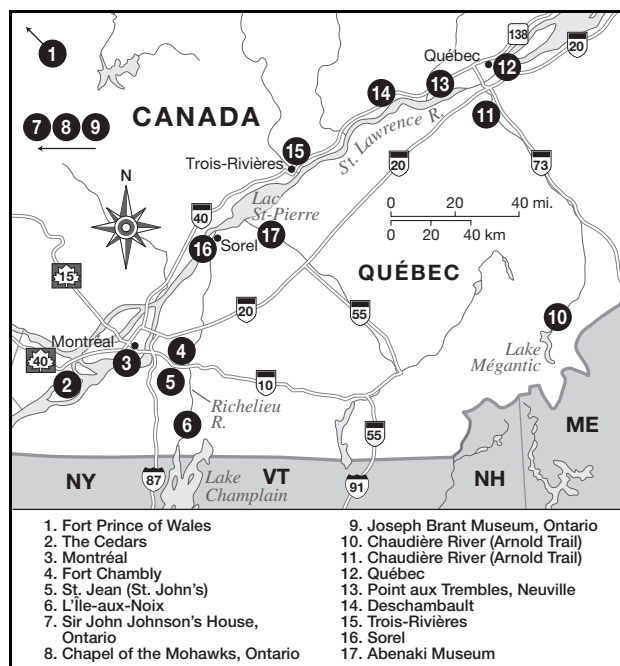 1
138
Québec
20
12
13
14
11
7 8 9
CANADA
St. Lawrence R.
15
Trois-Rivières
20
73
N
Lac
St-Pierre
40
20 40 mi.
17
16
Sorel
20 40 km
QUÉBEC
15
10
20
55
Montréal
3
4
Lake
Mégantic
40
2
5
10
Richelieu
R.
6
55
ME
NY
87
Lake
Champlain
VT
91
NH
1. Fort Prince of Wales
2. The Cedars
3. Montréal
4. Fort Chambly
5. St. Jean (St. John's)
6. L'Île-aux-Noix
7. Sir John Johnson's House,
Ontario
8. Chapel of the Mohawks, Ontario
9. Joseph Brant Museum, Ontario
10. Chaudière River (Arnold Trail)
11. Chaudière River (Arnold Trail)
12. Québec
13. Point aux Trembles, Neuville
14. Deschambault
15. Trois-Rivières
16. Sorel
17. Abenaki Museum